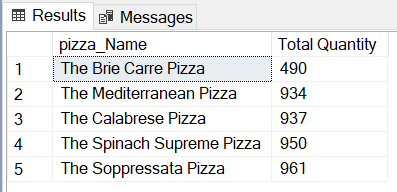 Results Messages
pizza_Name Total Quantity
1 The Brie Carre Pizza 490
2 The Mediterranean Pizza 934
3 The Calabrese Pizza 937
4 The Spinach Supreme Pizza 950
5 The Soppressata Pizza 961